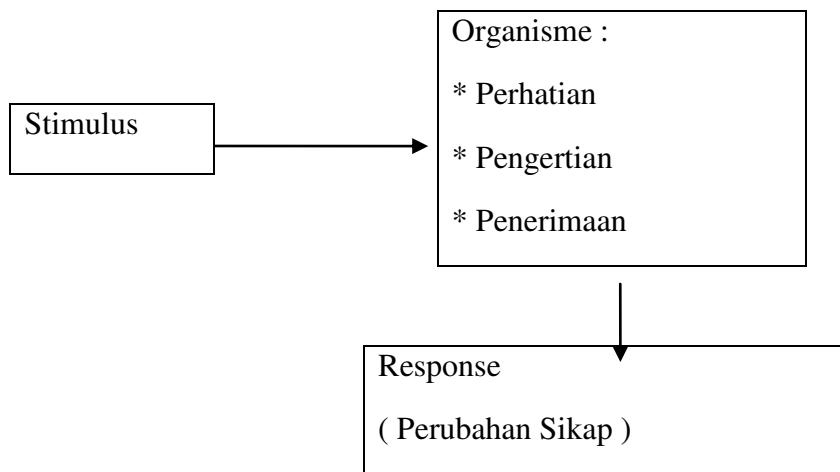 Stimulus
Organisme :
* Perhatian
* Pengertian
* Penerimaan
Response
( Perubahan Sikap )